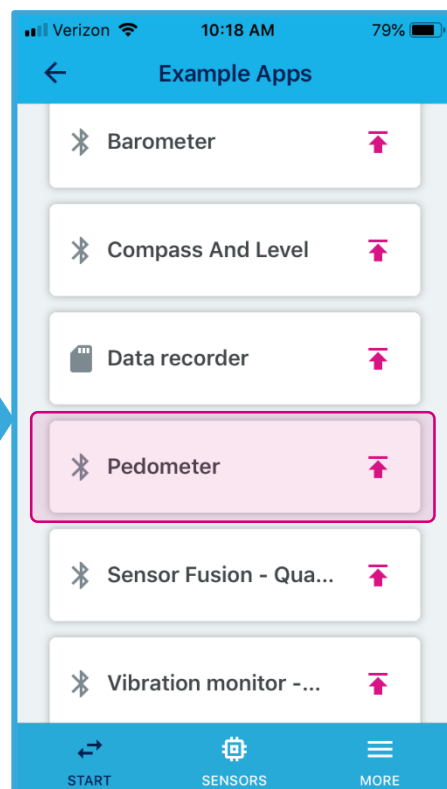 Verizon 10:18 AM 79%
Example Apps
Barometer
Compass And Level
Data recorder
Pedometer
Sensor Fusion - Qua...
Vibration monitor -...
START SENSORS MORE